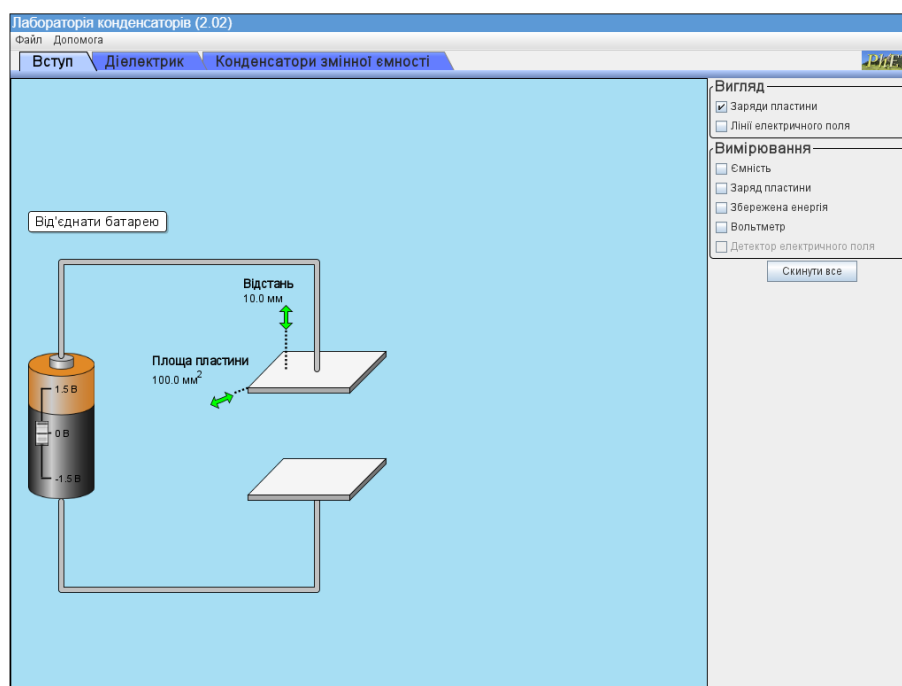 Лабораторія конденсаторів (2.02)
Файл Допомога
Вступ Діелектрик Конденсатори змінної ємності
PhET
Вигляд
Заряди пластини
Лінії електричного поля
Вимірювання
Ємність
Заряд пластини
Збережена енергія
Вольтметр
Детектор електричного поля
Скинути все
Від'єднати батарею
Відстань
10.0 мм
Площа пластини
100.0 мм2
1.5 В
0 В
-1.5 В